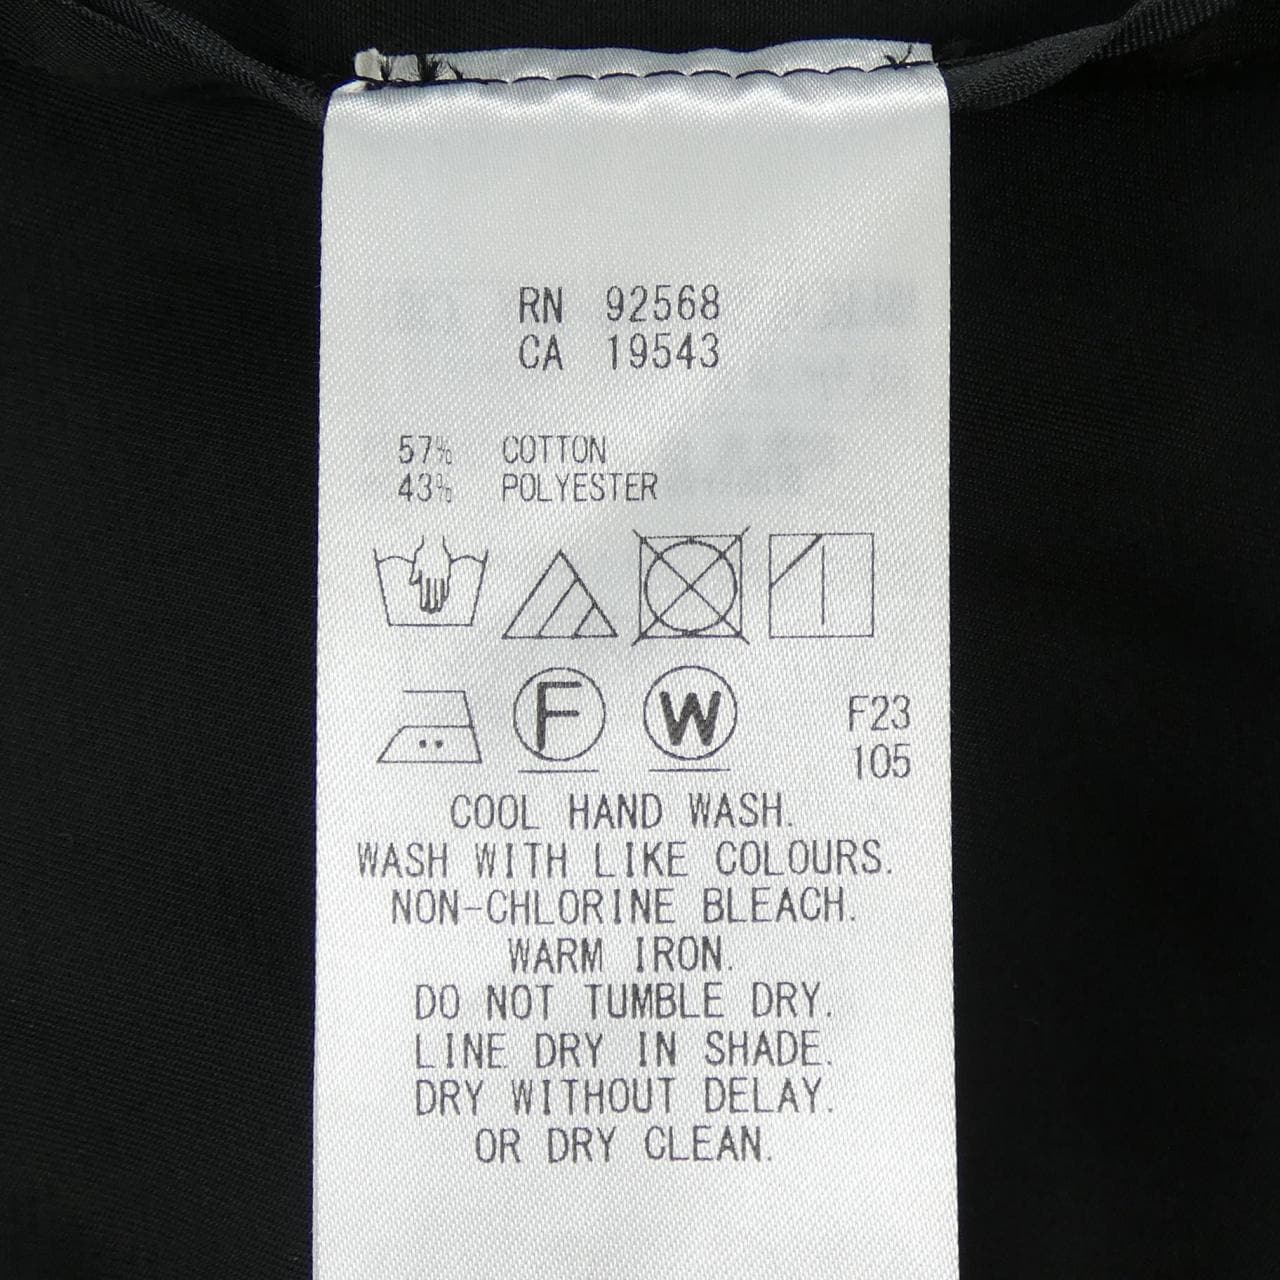 RN 92568
CA 19543
57% COTTON
43% POLYESTER
F W F23
105
COOL HAND WASH.
WASH WITH LIKE COLOURS.
NON-CHLORINE BLEACH.
WARM IRON.
DO NOT TUMBLE DRY.
LINE DRY IN SHADE.
DRY WITHOUT DELAY.
OR DRY CLEAN.